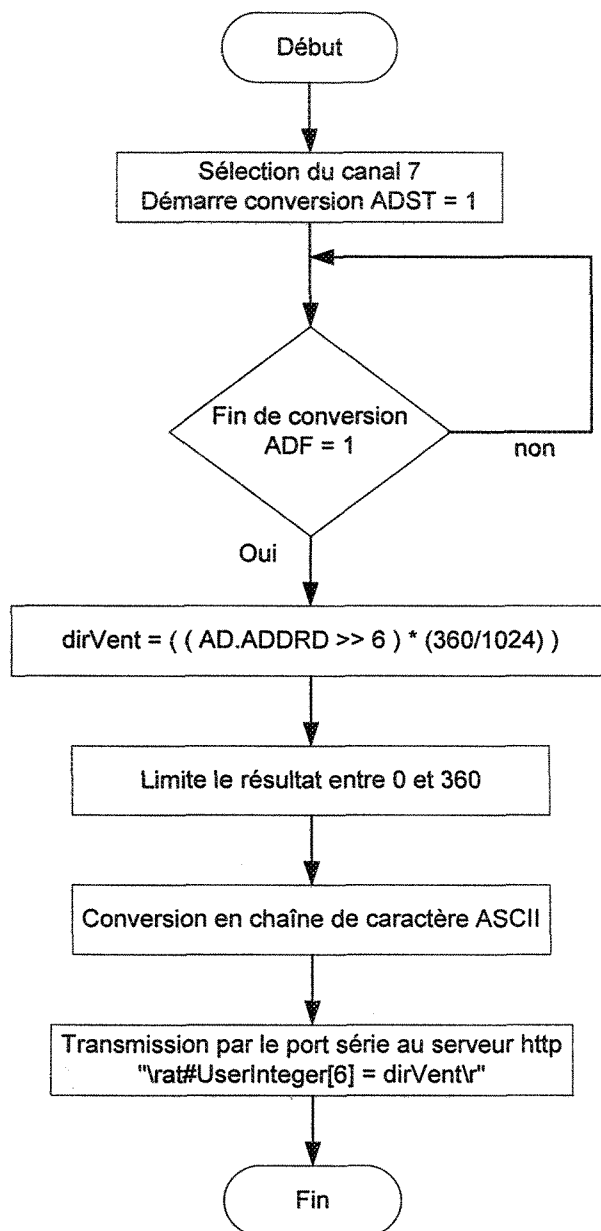 Début
Sélection du canal 7
Démarre conversion ADST = 1
Fin de conversion
ADF = 1
non
Oui
dirVent = ( ( AD.ADDRD >> 6 ) * (360/1024) )
Limite le résultat entre 0 et 360
Conversion en chaîne de caractère ASCII
Transmission par le port série au serveur http
"\rat#UserInteger[6] = dirVent\r"
Fin